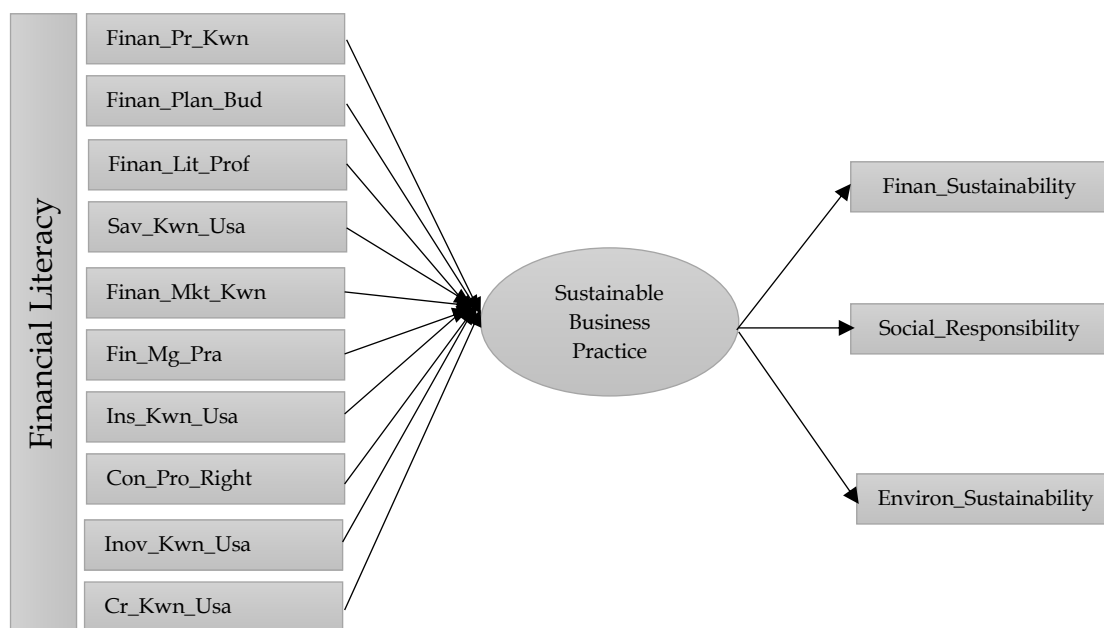 Financial Literacy
Finan_Pr_Kwn
Finan_Plan_Bud
Finan_Lit_Prof
Sav_Kwn_Usa
Finan_Mkt_Kwn
Fin_Mg_Pra
Ins_Kwn_Usa
Con_Pro_Right
Inov_Kwn_Usa
Cr_Kwn_Usa
Sustainable
Business
Practice
Finan_Sustainability
Social_Responsibility
Environ_Sustainability